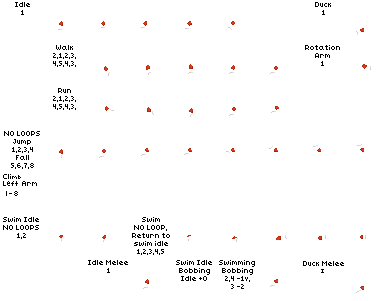 Idle
1
Duck
1
Walk
2,1,2,3,
4,5,4,3,
Rotation
Arm
1
Run
2,1,2,3,
4,5,4,3,
NO LOOPS
Jump
1,2,3,4
Fall
5,6,7,8
Climb
Left Arm
1-8
Swim Idle
NO LOOPS
1,2
Swim
NO LOOP,
Return to
swim idle
1,2,3,4,5
Idle Melee
1
Swim Idle
Bobbing
Idle +0
Swimming
Bobbing
2,4 -1v,
3 -2
Duck Melee
1